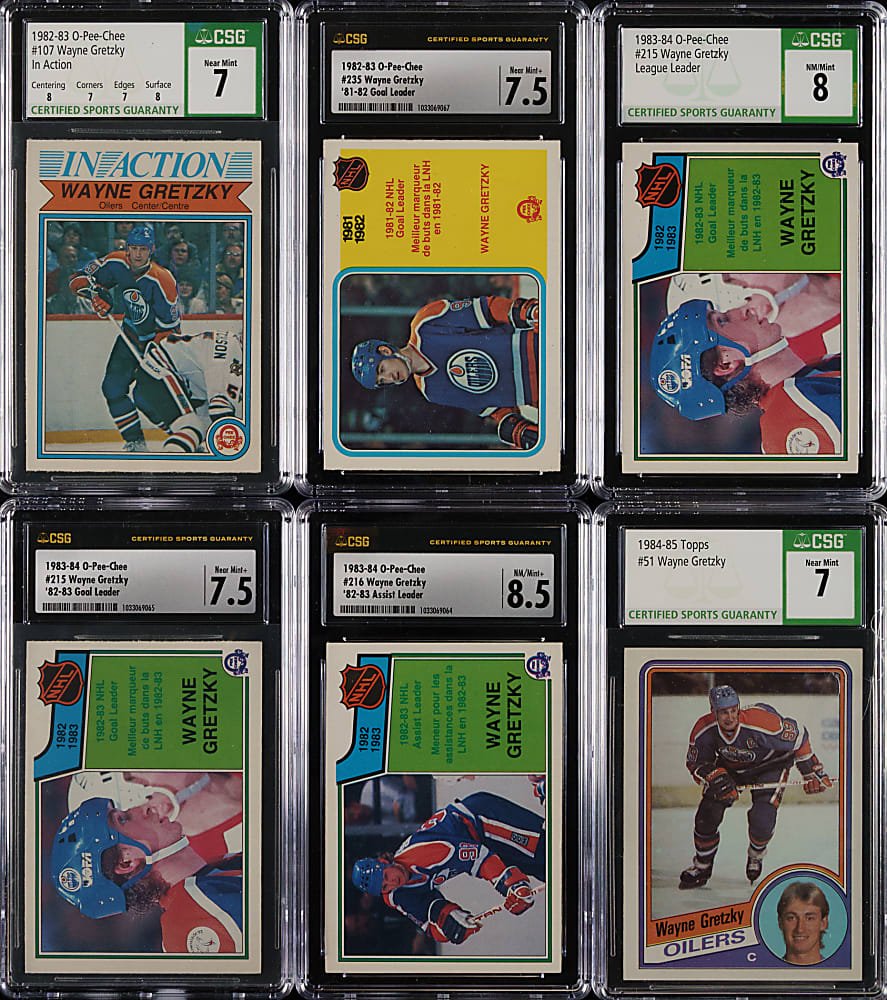 1982-83 O-Pee-Chee
#107 Wayne Gretzky
In Action
Centering Corners Edges Surface
8 7 7 8
CERTIFIED SPORTS GUARANTY
CSG
Near Mint
7
IN ACTION
WAYNE GRETZKY
Oilers Center/Centre
O
PEE
CHEE
CSG CERTIFIED SPORTS GUARANTY
1982-83 O-Pee-Chee
#235 Wayne Gretzky
'81-82 Goal Leader
1033069067
Near Mint+
7.5
NHL
1981
1982
1981-82 NHL
Goal Leader
Meilleur marqueur
de buts dans la LNH
en 1981-82
WAYNE GRETZKY
OILERS
1983-84 O-Pee-Chee
#215 Wayne Gretzky
League Leader
CERTIFIED SPORTS GUARANTY
CSG
NM/Mint
8
NHL
1982
1983
1982-83 NHL
Goal Leader
Meilleur marqueur
de buts dans la
LNH en 1982-83
WAYNE
GRETZKY
JOFA
CSG CERTIFIED SPORTS GUARANTY
1983-84 O-Pee-Chee
#215 Wayne Gretzky
'82-83 Goal Leader
1033069065
Near Mint+
7.5
NHL
1982
1983
1982-83 NHL
Goal Leader
Meilleur marqueur
de buts dans la
LNH en 1982-83
WAYNE
GRETZKY
JOFA
CSG CERTIFIED SPORTS GUARANTY
1983-84 O-Pee-Chee
#216 Wayne Gretzky
'82-83 Assist Leader
1033069064
NM/Mint+
8.5
NHL
1982
1983
1982-83 NHL
Assist Leader
Meneur pour les
assistances dans la
LNH en 1982-83
WAYNE
GRETZKY
1984-85 Topps
#51 Wayne Gretzky
CERTIFIED SPORTS GUARANTY
CSG
Near Mint
7
Wayne Gretzky
OILERS
C